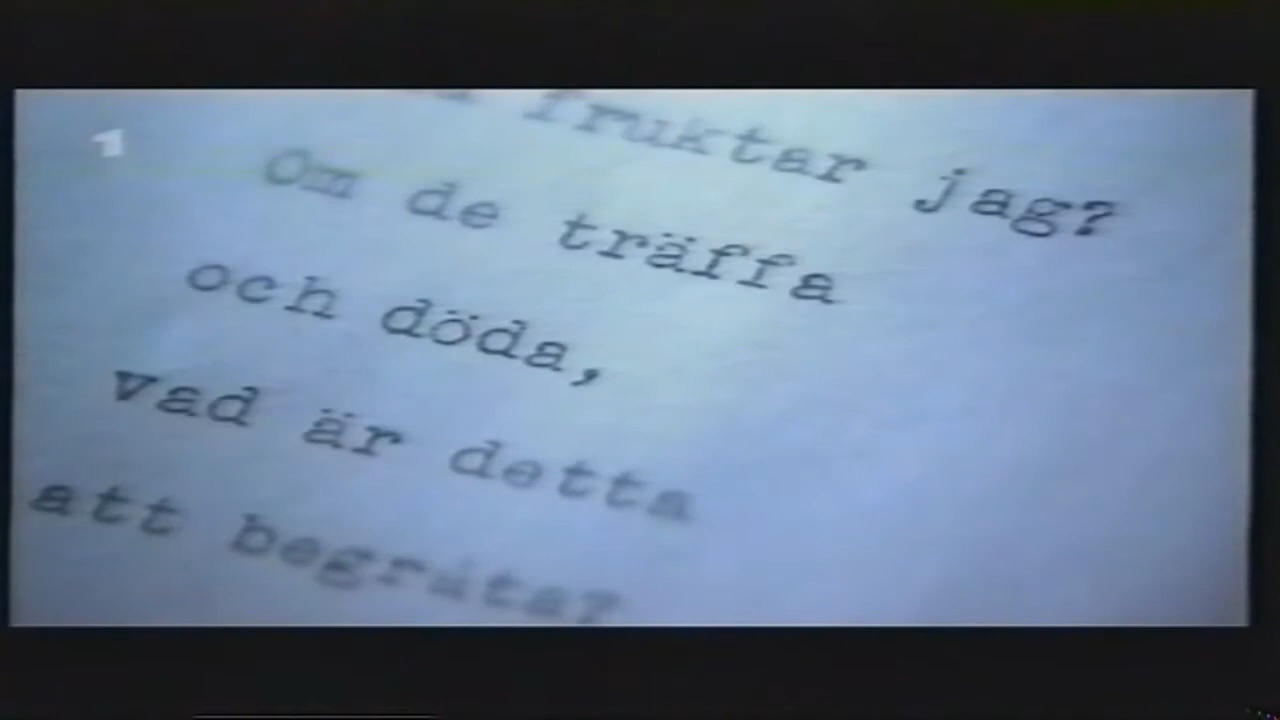 fruktar jag?
Om de träffa
och döda,
vad är detta
att begråta?